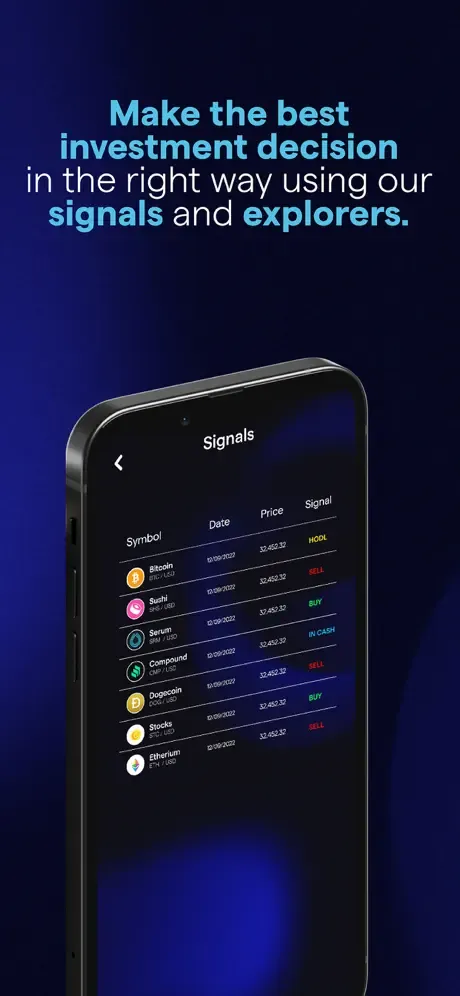 Make the best
investment decision
in the right way using our
signals and explorers.
Signals
Symbol Date Price Signal
Bitcoin 12/09/2022 32,452.32 HODL
BTC / USD
Sushi 12/09/2022 32,452.32 SELL
SHS / USD
Serum 12/09/2022 32,452.32 BUY
SRM / USD
Compound 12/09/2022 32,452.32 IN CASH
CMP / USD
Dogecoin 12/09/2022 32,452.32 SELL
DOG / USD
Stocks 12/09/2022 32,452.32 BUY
STC / USD
Etherium 12/09/2022 32,452.32 SELL
ETH / USD